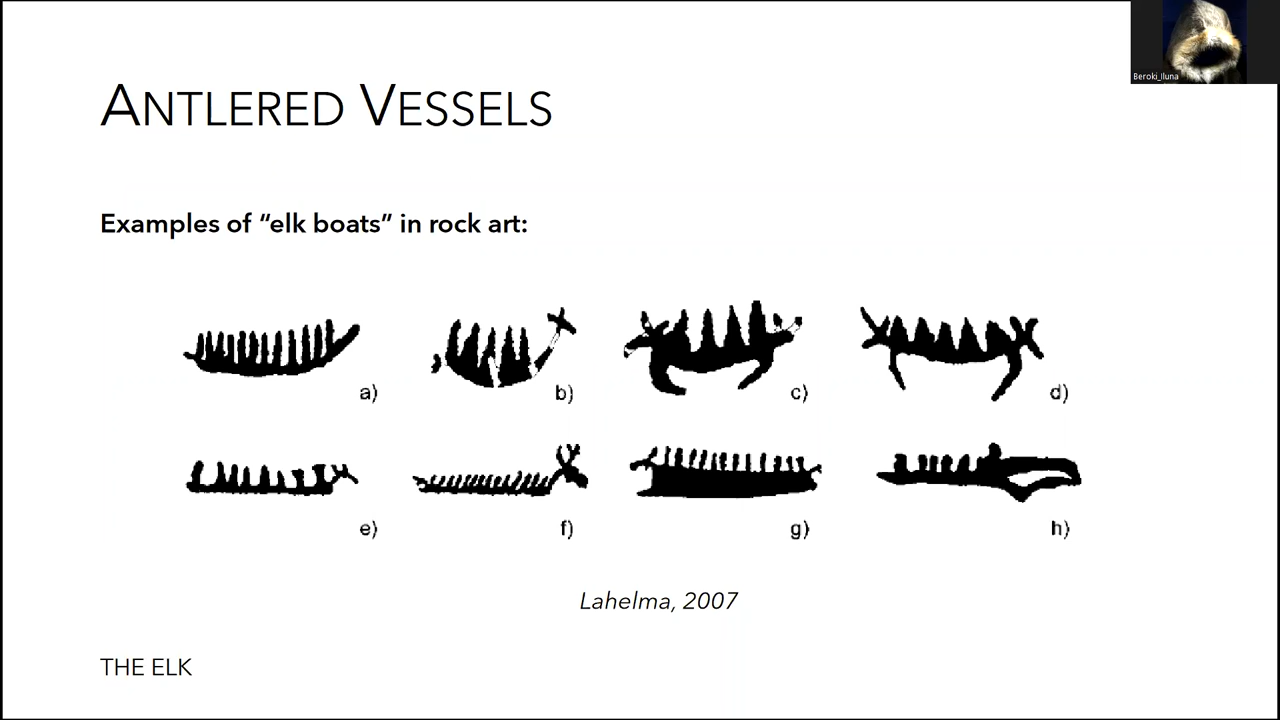 Beroki_Iluna
ANTLERED VESSELS
Examples of “elk boats” in rock art:
a) b) c) d)
e) f) g) h)
Lahelma, 2007
THE ELK